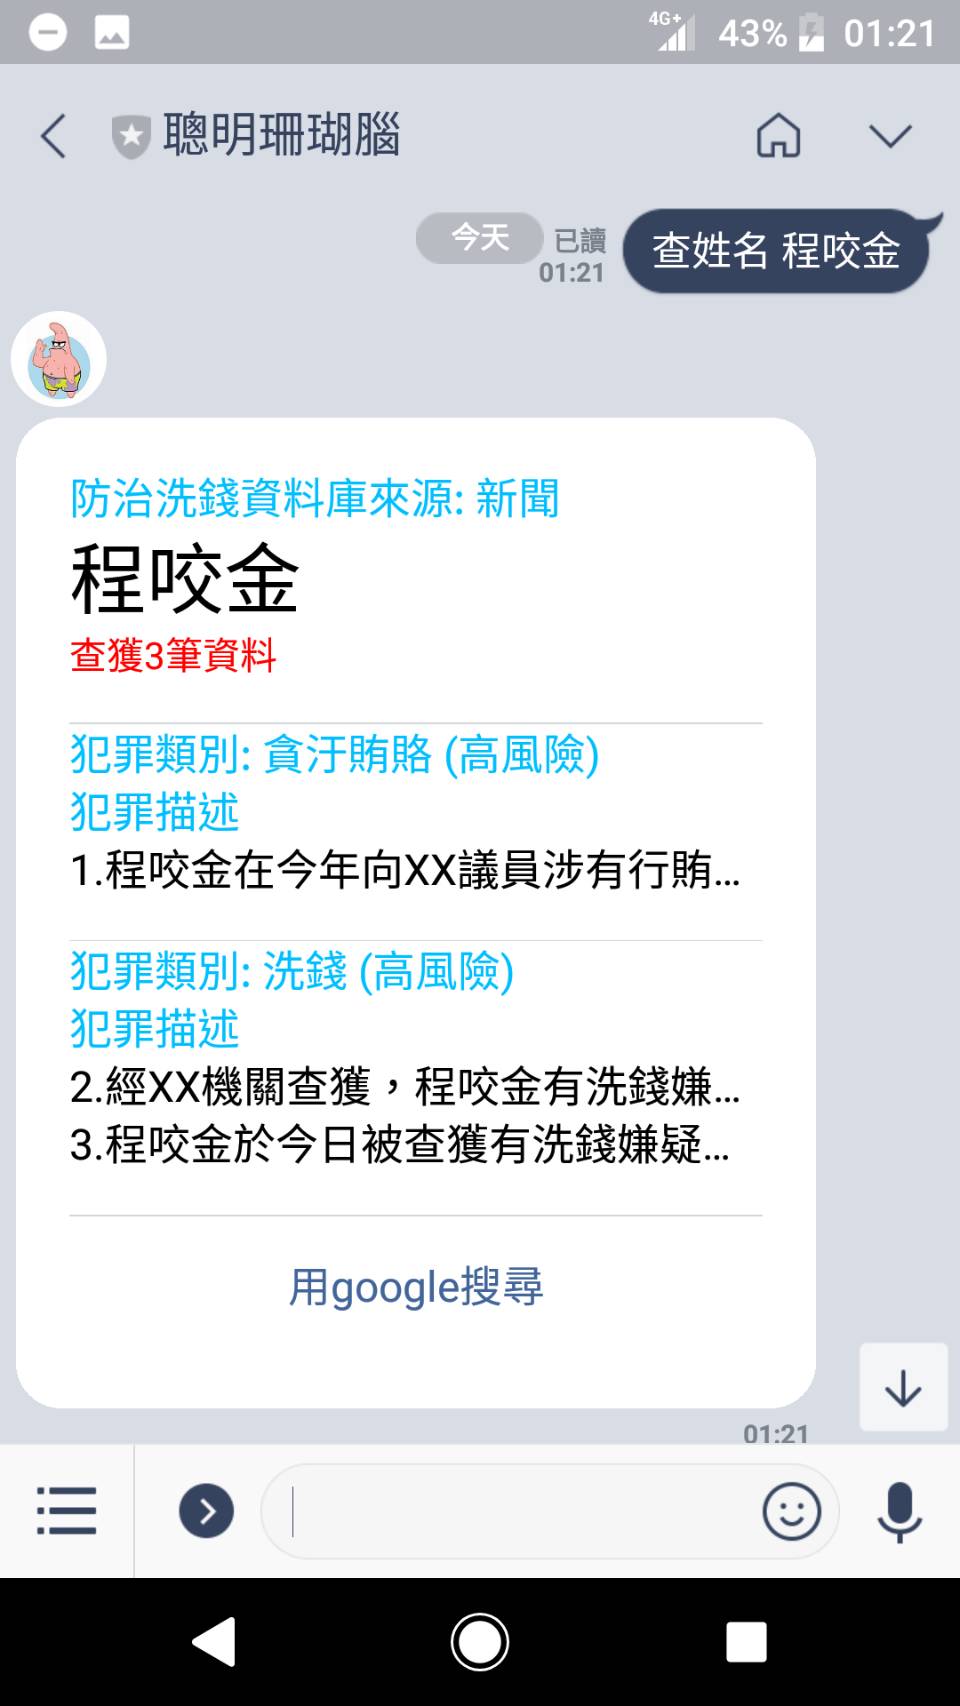 4G+ 43% 01:21
聰明珊瑚腦
今天
已讀
01:21
查姓名 程咬金
防治洗錢資料庫來源: 新聞
程咬金
查獲3筆資料
犯罪類別: 貪汙賄賂 (高風險)
犯罪描述
1.程咬金在今年向XX議員涉有行賄...
犯罪類別: 洗錢 (高風險)
犯罪描述
2.經XX機關查獲，程咬金有洗錢嫌...
3.程咬金於今日被查獲有洗錢嫌疑...
用google搜尋
01:21